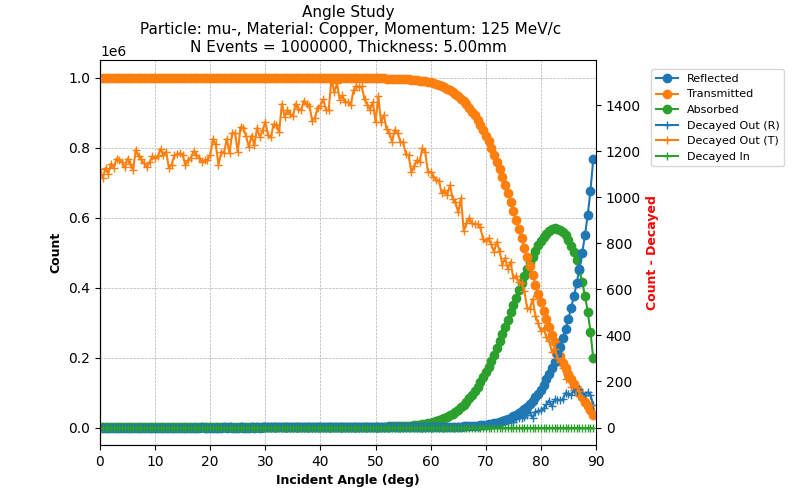 Angle Study
Particle: mu-, Material: Copper, Momentum: 125 MeV/c
N Events = 1000000, Thickness: 5.00mm
1e6
1.0
0.8
0.6
0.4
0.2
0.0
Count
0 10 20 30 40 50 60 70 80 90
Incident Angle (deg)
1400
1200
1000
800
600
400
200
0
Count - Decayed
Reflected
Transmitted
Absorbed
Decayed Out (R)
Decayed Out (T)
Decayed In